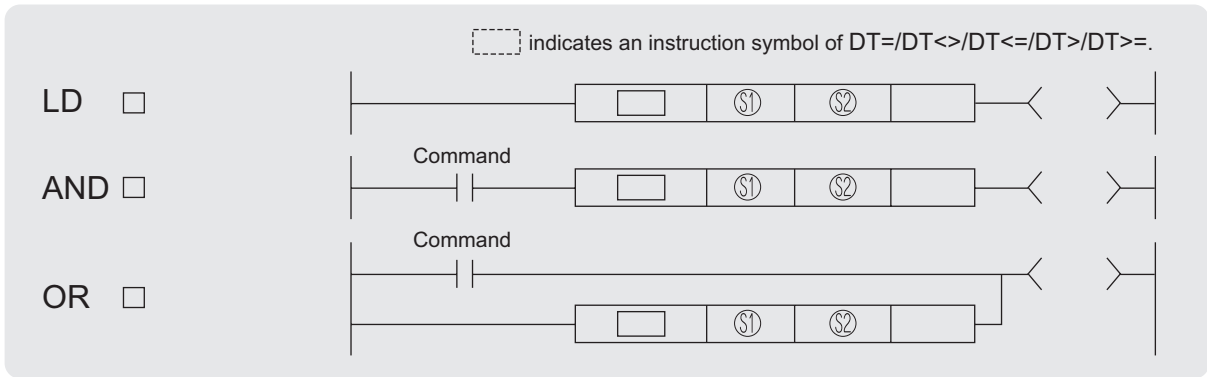 indicates an instruction symbol of DT=/DT<>/DT<=/DT>/DT>=.
LD □ S1 S2
Command
AND □ S1 S2
Command
OR □ S1 S2